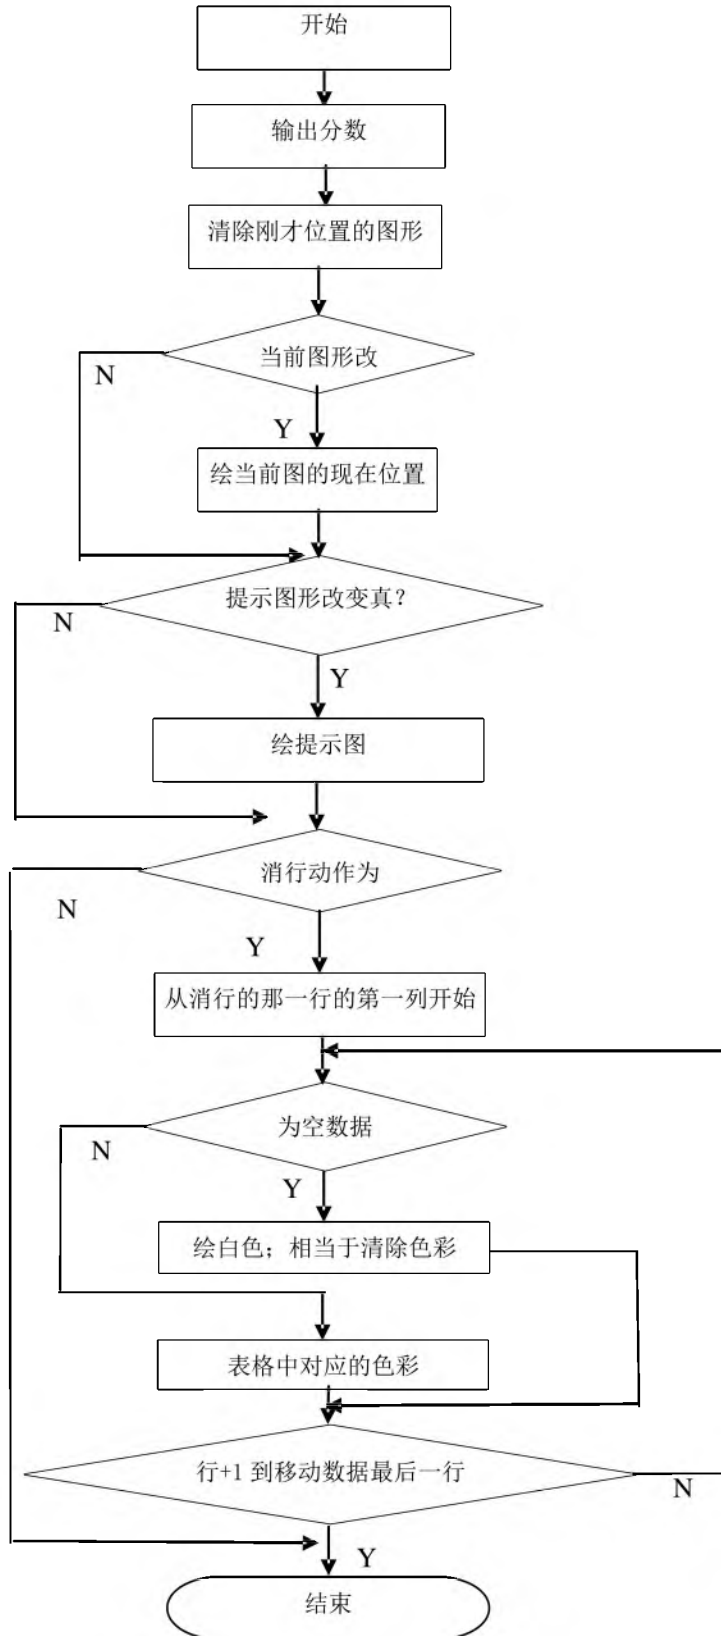 开始
输出分数
清除刚才位置的图形
当前图形改
N
Y
绘当前图的现在位置
提示图形改变真？
N
Y
绘提示图
消行动作为
N
Y
从消行的那一行的第一列开始
为空数据
N
Y
绘白色；相当于清除色彩
表格中对应的色彩
行+1 到移动数据最后一行
N
Y
结束